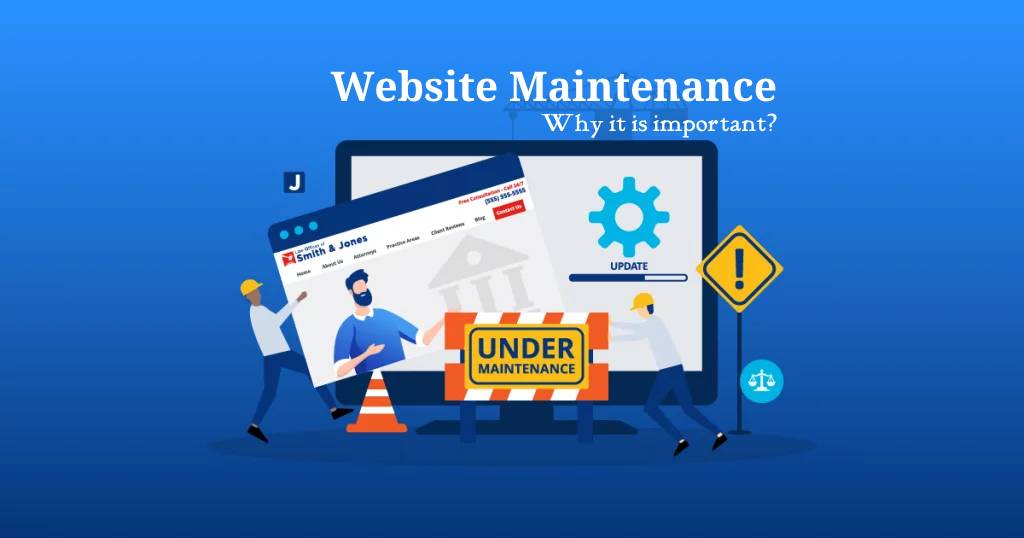 Website Maintenance
Why it is important?
J
Free Consultation - Call 24/7
(555) 555-5555
Law Offices of
Smith & Jones
Home About Us Attorneys Practice Areas Client Reviews Blog Contact Us
UPDATE
!
UNDER
MAINTENANCE